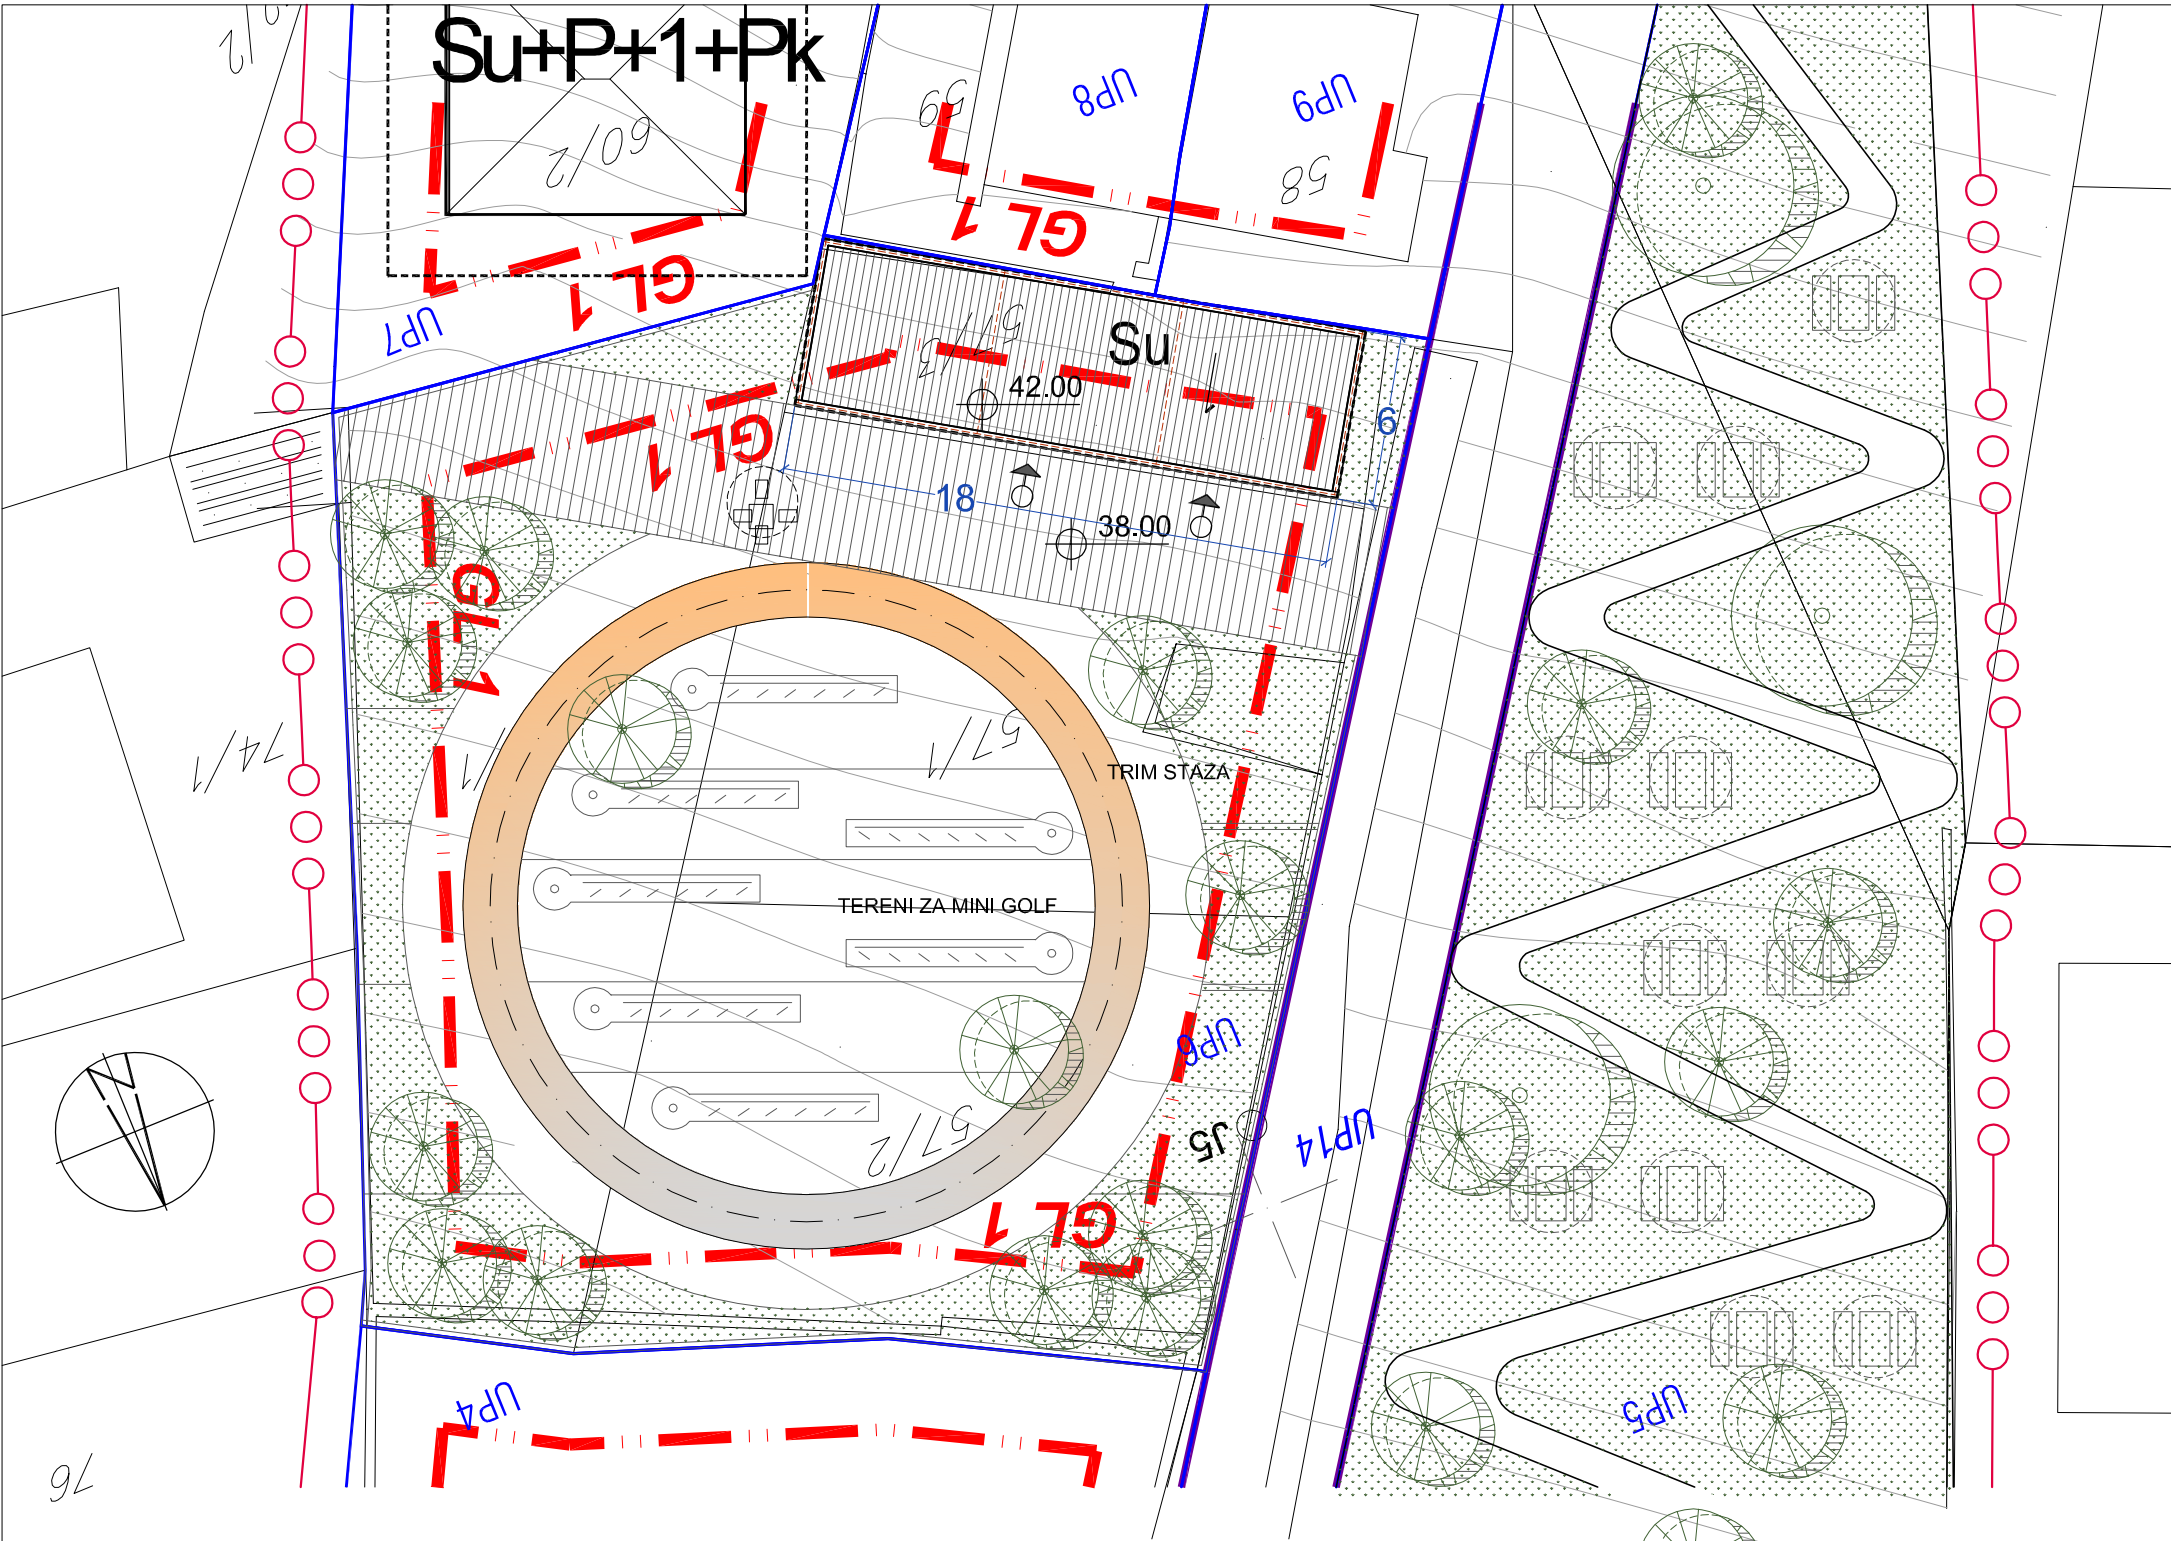 Su+P+1+Pk
60/2
59
UP8
UP9
58
GL 1
GL 1
UP7
57/3
Su
1
42.00
6
GL 1
18
38.00
GL 1
74/1
57/1
TRIM STAZA
TERENI ZA MINI GOLF
UP6
57/2
J5
UP14
GL 1
N
UP4
UP5
76